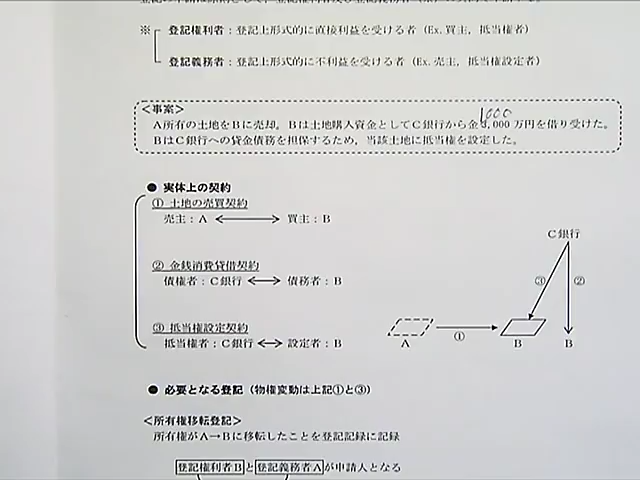 ※ 登記権利者：登記上形式的に直接利益を受ける者（Ex. 買主，抵当権者）
登記義務者：登記上形式的に不利益を受ける者（Ex. 売主，抵当権設定者）
＜事案＞
1000
A所有の土地をBに売却。Bは土地購入資金としてC銀行から金3,000万円を借り受けた。
BはC銀行への貸金債務を担保するため，当該土地に抵当権を設定した。
● 実体上の契約
① 土地の売買契約
売主：A ⟷ 買主：B
② 金銭消費貸借契約
債権者：C銀行 ⟷ 債務者：B
③ 抵当権設定契約
抵当権者：C銀行 ⟷ 設定者：B
C銀行
③ ②
①
A B B
● 必要となる登記（物権変動は上記①と③）
＜所有権移転登記＞
所有権がA→Bに移転したことを登記記録に記録
登記権利者Bと登記義務者Aが申請人となる